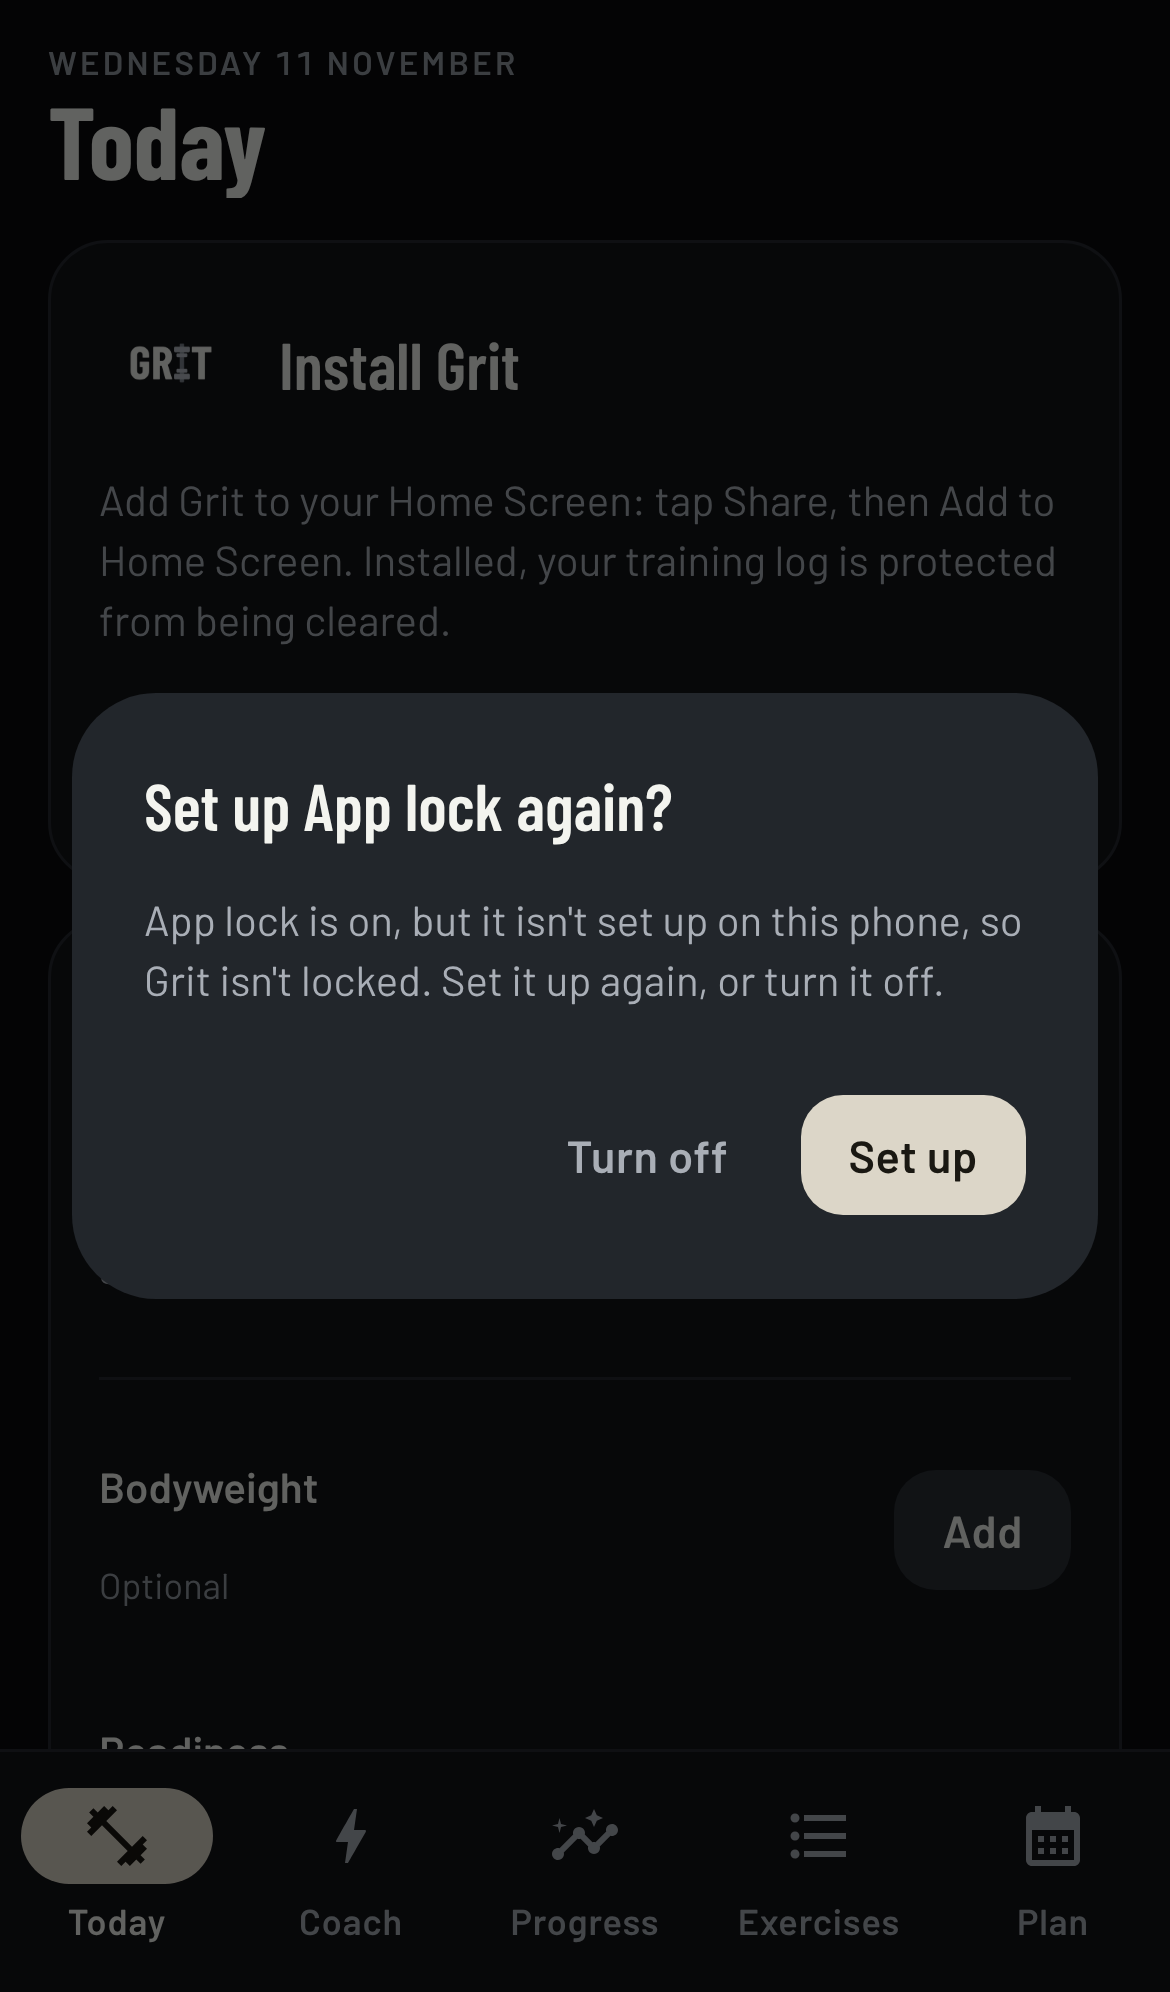 WEDNESDAY 11 NOVEMBER
Today
GRIT
Install Grit
Add Grit to your Home Screen: tap Share, then Add to
Home Screen. Installed, your training log is protected
from being cleared.
Set up App lock again?
App lock is on, but it isn't set up on this phone, so
Grit isn't locked. Set it up again, or turn it off.
Turn off
Set up
Bodyweight
Add
Optional
Readiness
Today
Coach
Progress
Exercises
Plan